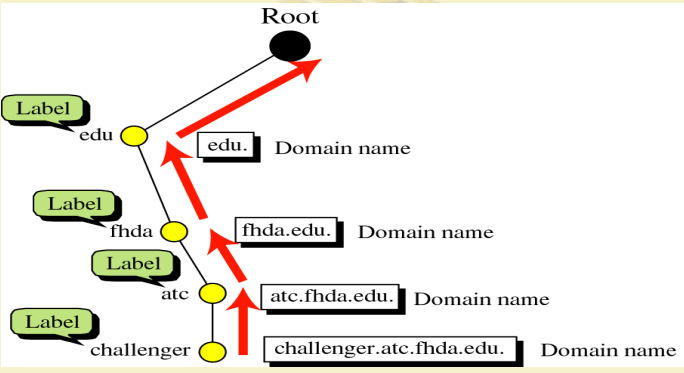 Root
Label
edu
edu.
Domain name
Label
fhda
fhda.edu.
Domain name
Label
atc
atc.fhda.edu.
Domain name
Label
challenger
challenger.atc.fhda.edu.
Domain name